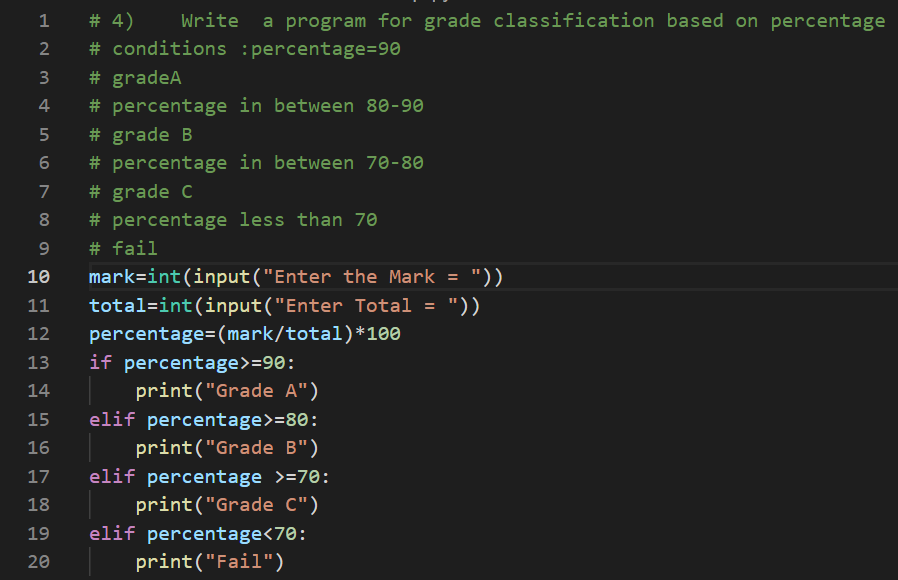 1 # 4)    Write  a program for grade classification based on percentage
2 # conditions :percentage=90
3 # gradeA
4 # percentage in between 80-90
5 # grade B
6 # percentage in between 70-80
7 # grade C
8 # percentage less than 70
9 # fail
10 mark=int(input("Enter the Mark = "))
11 total=int(input("Enter Total = "))
12 percentage=(mark/total)*100
13 if percentage>=90:
14     print("Grade A")
15 elif percentage>=80:
16     print("Grade B")
17 elif percentage >=70:
18     print("Grade C")
19 elif percentage<70:
20     print("Fail")